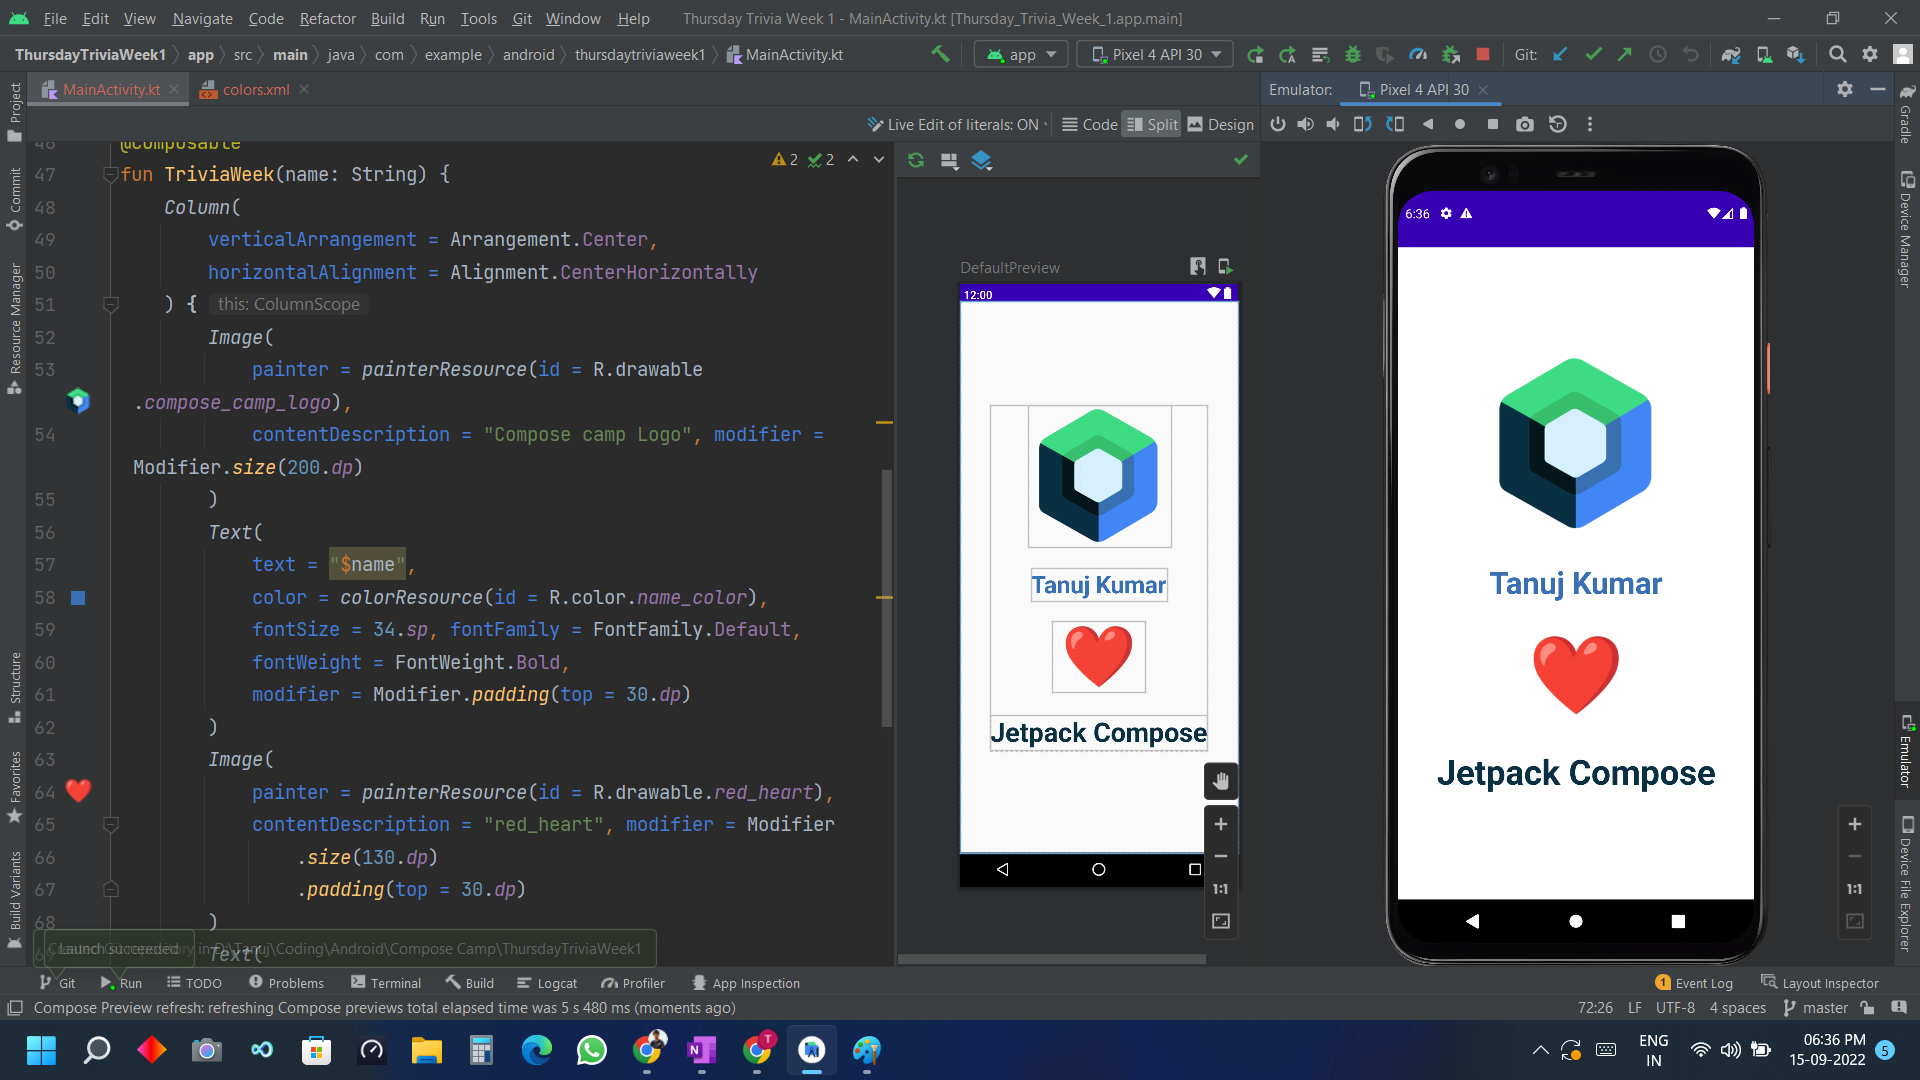 File Edit View Navigate Code Refactor Build Run Tools Git Window Help Thursday Trivia Week 1 - MainActivity.kt [Thursday_Trivia_Week_1.app.main]
ThursdayTriviaWeek1 app src main java com example android thursdaytriviaweek1 MainActivity.kt app Pixel 4 API 30 Git:
MainActivity.kt colors.xml Emulator: Pixel 4 API 30
Live Edit of literals: ON Code Split Design
46 @Composable
47 fun TriviaWeek(name: String) {
48 Column(
49 verticalArrangement = Arrangement.Center,
50 horizontalAlignment = Alignment.CenterHorizontally
51 ) { this: ColumnScope
52 Image(
53 painter = painterResource(id = R.drawable
.compose_camp_logo),
54 contentDescription = "Compose camp Logo", modifier =
Modifier.size(200.dp)
55 )
56 Text(
57 text = "$name",
58 color = colorResource(id = R.color.name_color),
59 fontSize = 34.sp, fontFamily = FontFamily.Default,
60 fontWeight = FontWeight.Bold,
61 modifier = Modifier.padding(top = 30.dp)
62 )
63 Image(
64 painter = painterResource(id = R.drawable.red_heart),
65 contentDescription = "red_heart", modifier = Modifier
66 .size(130.dp)
67 .padding(top = 30.dp)
68 )
Text(
Launch succeeded
repository in D:\Tanuj\Coding\Android\Compose Camp\ThursdayTriviaWeek1
2 2
DefaultPreview
12:00
Tanuj Kumar
Jetpack Compose
1:1
6:36
Tanuj Kumar
Jetpack Compose
1:1
Project
Commit
Resource Manager
Structure
Favorites
Build Variants
Gradle
Device Manager
Emulator
Device File Explorer
Git Run TODO Problems Terminal Build Logcat Profiler App Inspection 1 Event Log Layout Inspector
Compose Preview refresh: refreshing Compose previews total elapsed time was 5 s 480 ms (moments ago) 72:26 LF UTF-8 4 spaces master
T
ENG
IN
06:36 PM
15-09-2022
5